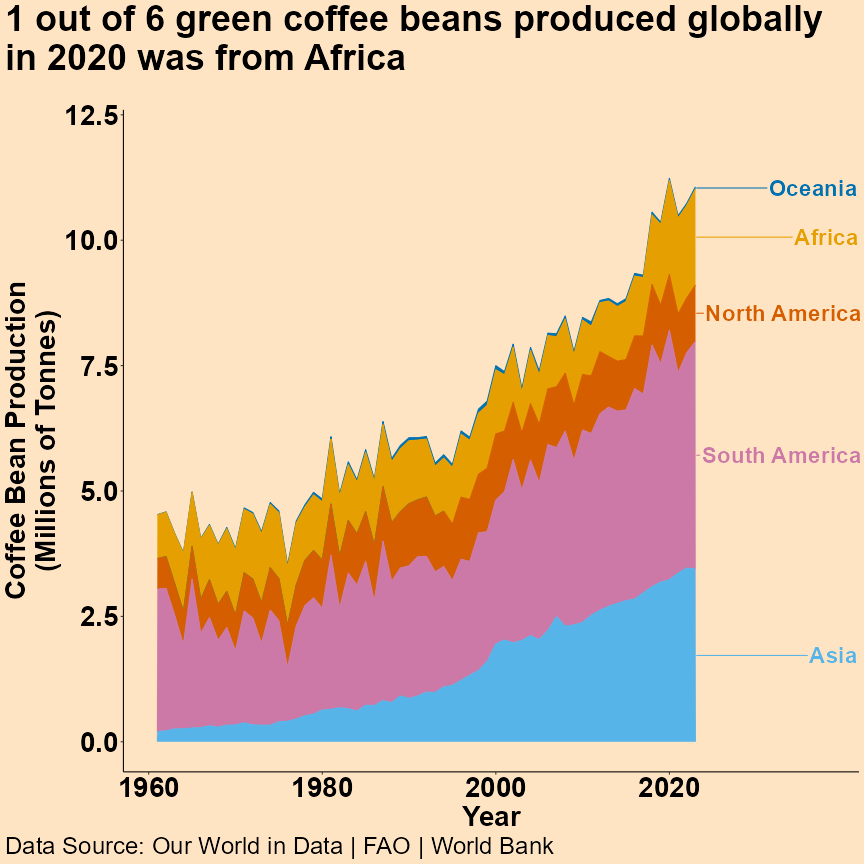 1 out of 6 green coffee beans produced globally
in 2020 was from Africa
12.5
10.0
7.5
5.0
2.5
0.0
Coffee Bean Production
(Millions of Tonnes)
Oceania
Africa
North America
South America
Asia
1960
1980
2000
2020
Year
Data Source: Our World in Data | FAO | World Bank